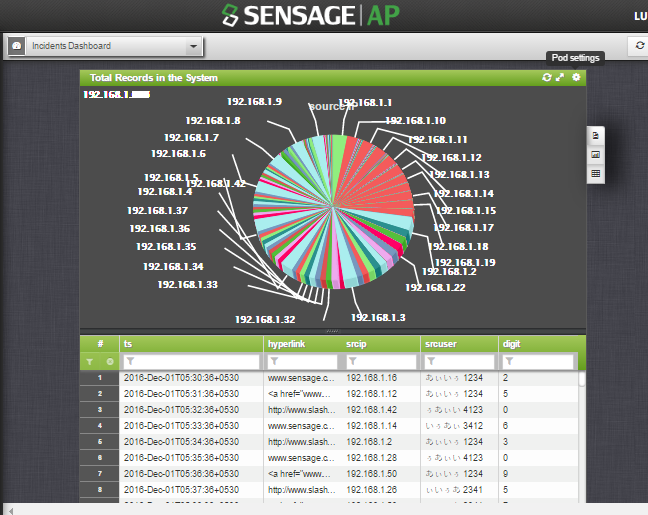 SENSAGE AP
LU
Incidents Dashboard
Pod settings
Total Records in the System
source IP
192.168.1.9
192.168.1.1
192.168.1.8
192.168.1.10
192.168.1.7
192.168.1.11
192.168.1.6
192.168.1.12
192.168.1.13
192.168.1.5
192.168.1.42
192.168.1.4
192.168.1.14
192.168.1.37
192.168.1.15
192.168.1.36
192.168.1.17
192.168.1.35
192.168.1.18
192.168.1.34
192.168.1.19
192.168.1.2
192.168.1.33
192.168.1.22
192.168.1.32
192.168.1.3
# ts hyperlink srcip srcuser digit
1 2016-Dec-01T05:30:36+0530 www.sensage.c... 192.168.1.16 あぃいぅ 1234 2
2 2016-Dec-01T05:31:36+0530 <a href="www.... 192.168.1.12 あぃいぅ 1234 5
3 2016-Dec-01T05:32:36+0530 http://www.slash... 192.168.1.42 ぅあぃい 4123 0
4 2016-Dec-01T05:33:36+0530 www.sensage.c... 192.168.1.14 いぅあぃ 3412 6
5 2016-Dec-01T05:34:36+0530 http://www.slash... 192.168.1.2 あぃいぅ 1234 3
6 2016-Dec-01T05:35:36+0530 www.sensage.c... 192.168.1.28 ぅあぃい 4123 0
7 2016-Dec-01T05:36:36+0530 <a href="www.... 192.168.1.50 あぃいぅ 1234 9
8 2016-Dec-01T05:37:36+0530 http://www.slash... 192.168.1.26 ぃいぅあ 2341 5